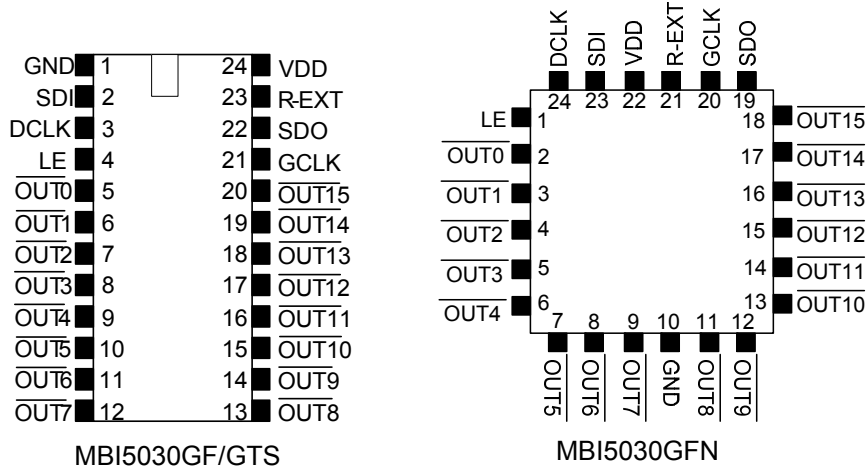 GND 1 24 VDD
SDI 2 23 R-EXT
DCLK 3 22 SDO
LE 4 21 GCLK
OUT0 5 20 OUT15
OUT1 6 19 OUT14
OUT2 7 18 OUT13
OUT3 8 17 OUT12
OUT4 9 16 OUT11
OUT5 10 15 OUT10
OUT6 11 14 OUT9
OUT7 12 13 OUT8
MBI5030GF/GTS
DCLK SDI VDD R-EXT GCLK SDO
24 23 22 21 20 19
LE 1 18 OUT15
OUT0 2 17 OUT14
OUT1 3 16 OUT13
OUT2 4 15 OUT12
OUT3 5 14 OUT11
OUT4 6 13 OUT10
7 8 9 10 11 12
OUT5 OUT6 OUT7 GND OUT8 OUT9
MBI5030GFN